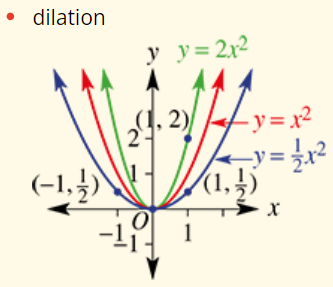 • dilation
y y = 2x²
(1, 2)
2
y = x²
y = ½x²
1
(−1, ½)
(1, ½)
x
O
−1
1
−1